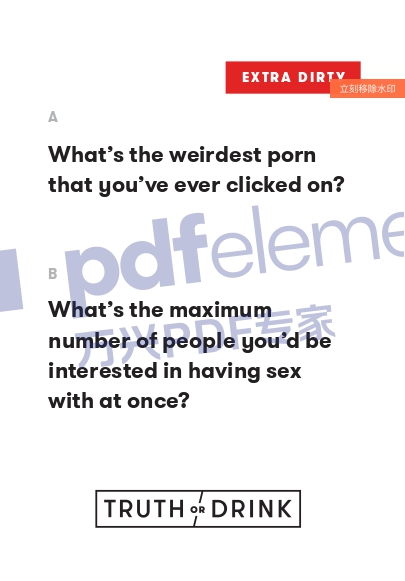 EXTRA DIRTY
立刻移除水印
A
What's the weirdest porn
that you've ever clicked on?
pdfeleme
B
What's the maximum
number of people you'd be
interested in having sex
with at once?
万兴PDF专家
TRUTH OR DRINK